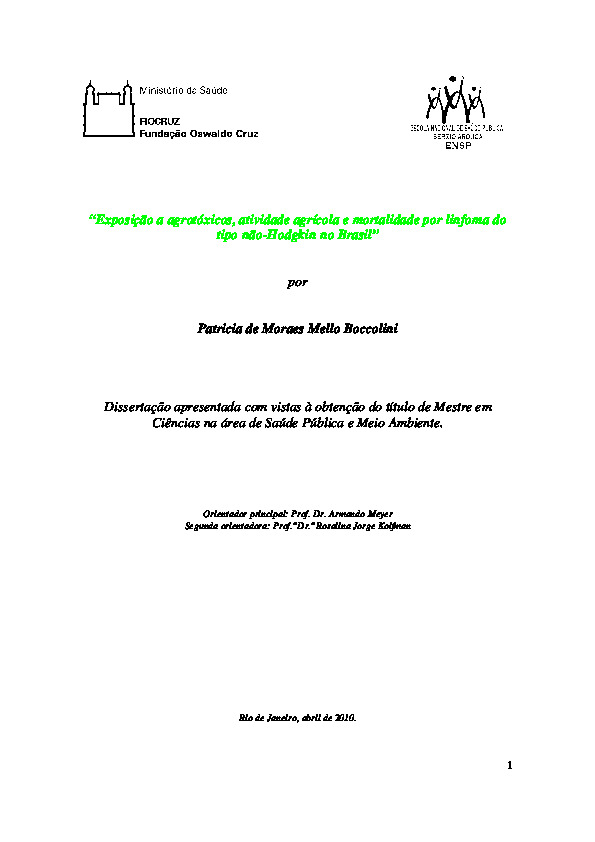 Ministério da Saúde
FIOCRUZ
Fundação Oswaldo Cruz
ESCOLA NACIONAL DE SAÚDE PÚBLICA
SERGIO AROUCA
ENSP
“Exposição a agrotóxicos, atividade agrícola e mortalidade por linfoma do
tipo não-Hodgkin no Brasil”
por
Patricia de Moraes Mello Boccolini
Dissertação apresentada com vistas à obtenção do título de Mestre em
Ciências na área de Saúde Pública e Meio Ambiente.
Orientador principal: Prof. Dr. Armando Meyer
Segunda orientadora: Prof.ª Dr.ª Rosalina Jorge Koifman
Rio de Janeiro, abril de 2010.
1